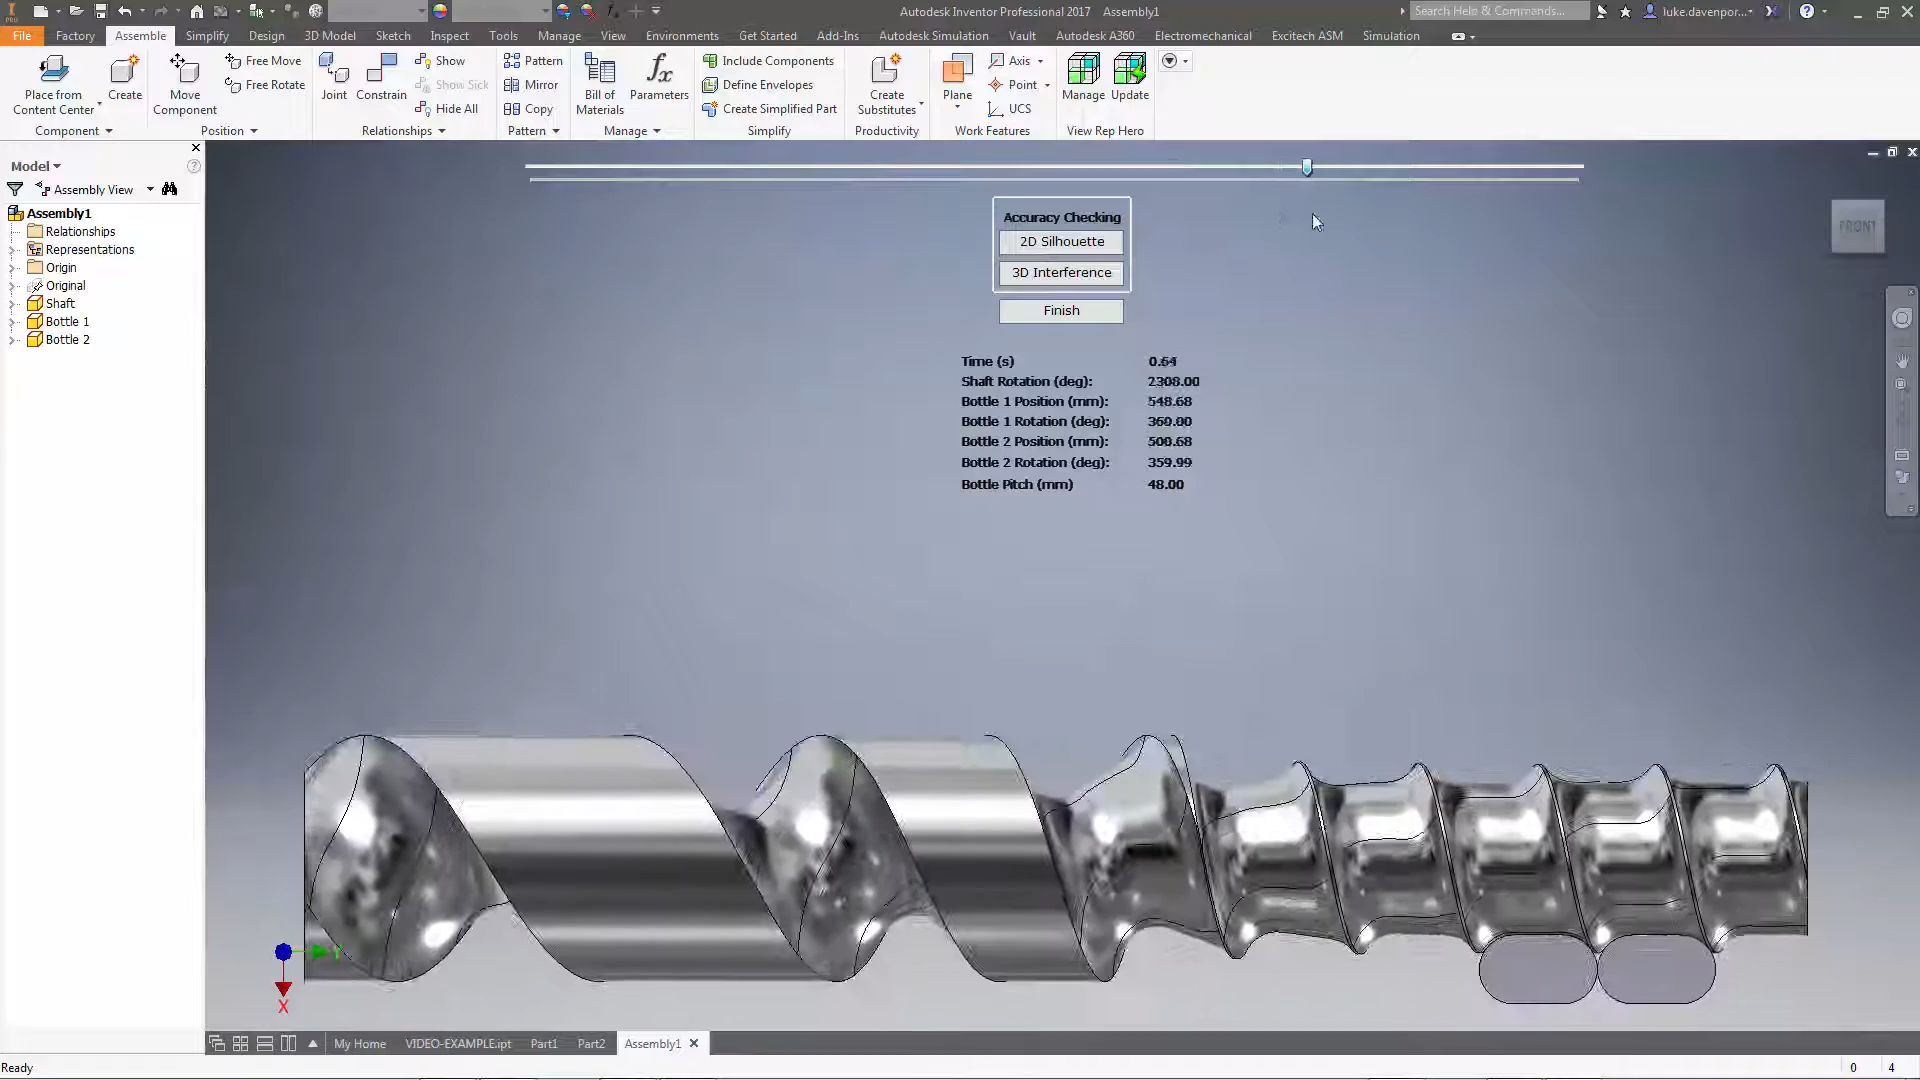 Autodesk Inventor Professional 2017 Assembly1
Search Help & Commands...
luke.davenpor...
File Factory Assemble Simplify Design 3D Model Sketch Inspect Tools Manage View Environments Get Started Add-Ins Autodesk Simulation Vault Autodesk A360 Electromechanical Excitech ASM Simulation
Place from Content Center
Create
Component
Move Component
Free Move
Free Rotate
Position
Joint
Constrain
Show
Show Sick
Hide All
Relationships
Pattern
Mirror
Copy
Pattern
Bill of Materials
Parameters
Manage
Include Components
Define Envelopes
Create Simplified Part
Simplify
Create Substitutes
Productivity
Plane
Axis
Point
UCS
Work Features
Manage
Update
View Rep Hero
Model
Assembly View
Assembly1
Relationships
Representations
Origin
Original
Shaft
Bottle 1
Bottle 2
Accuracy Checking
2D Silhouette
3D Interference
Finish
Time (s) 0.64
Shaft Rotation (deg): 2308.00
Bottle 1 Position (mm): 548.68
Bottle 1 Rotation (deg): 360.00
Bottle 2 Position (mm): 500.68
Bottle 2 Rotation (deg): 359.99
Bottle Pitch (mm) 48.00
FRONT
Y
X
My Home VIDEO-EXAMPLE.ipt Part1 Part2 Assembly1
Ready
0 4